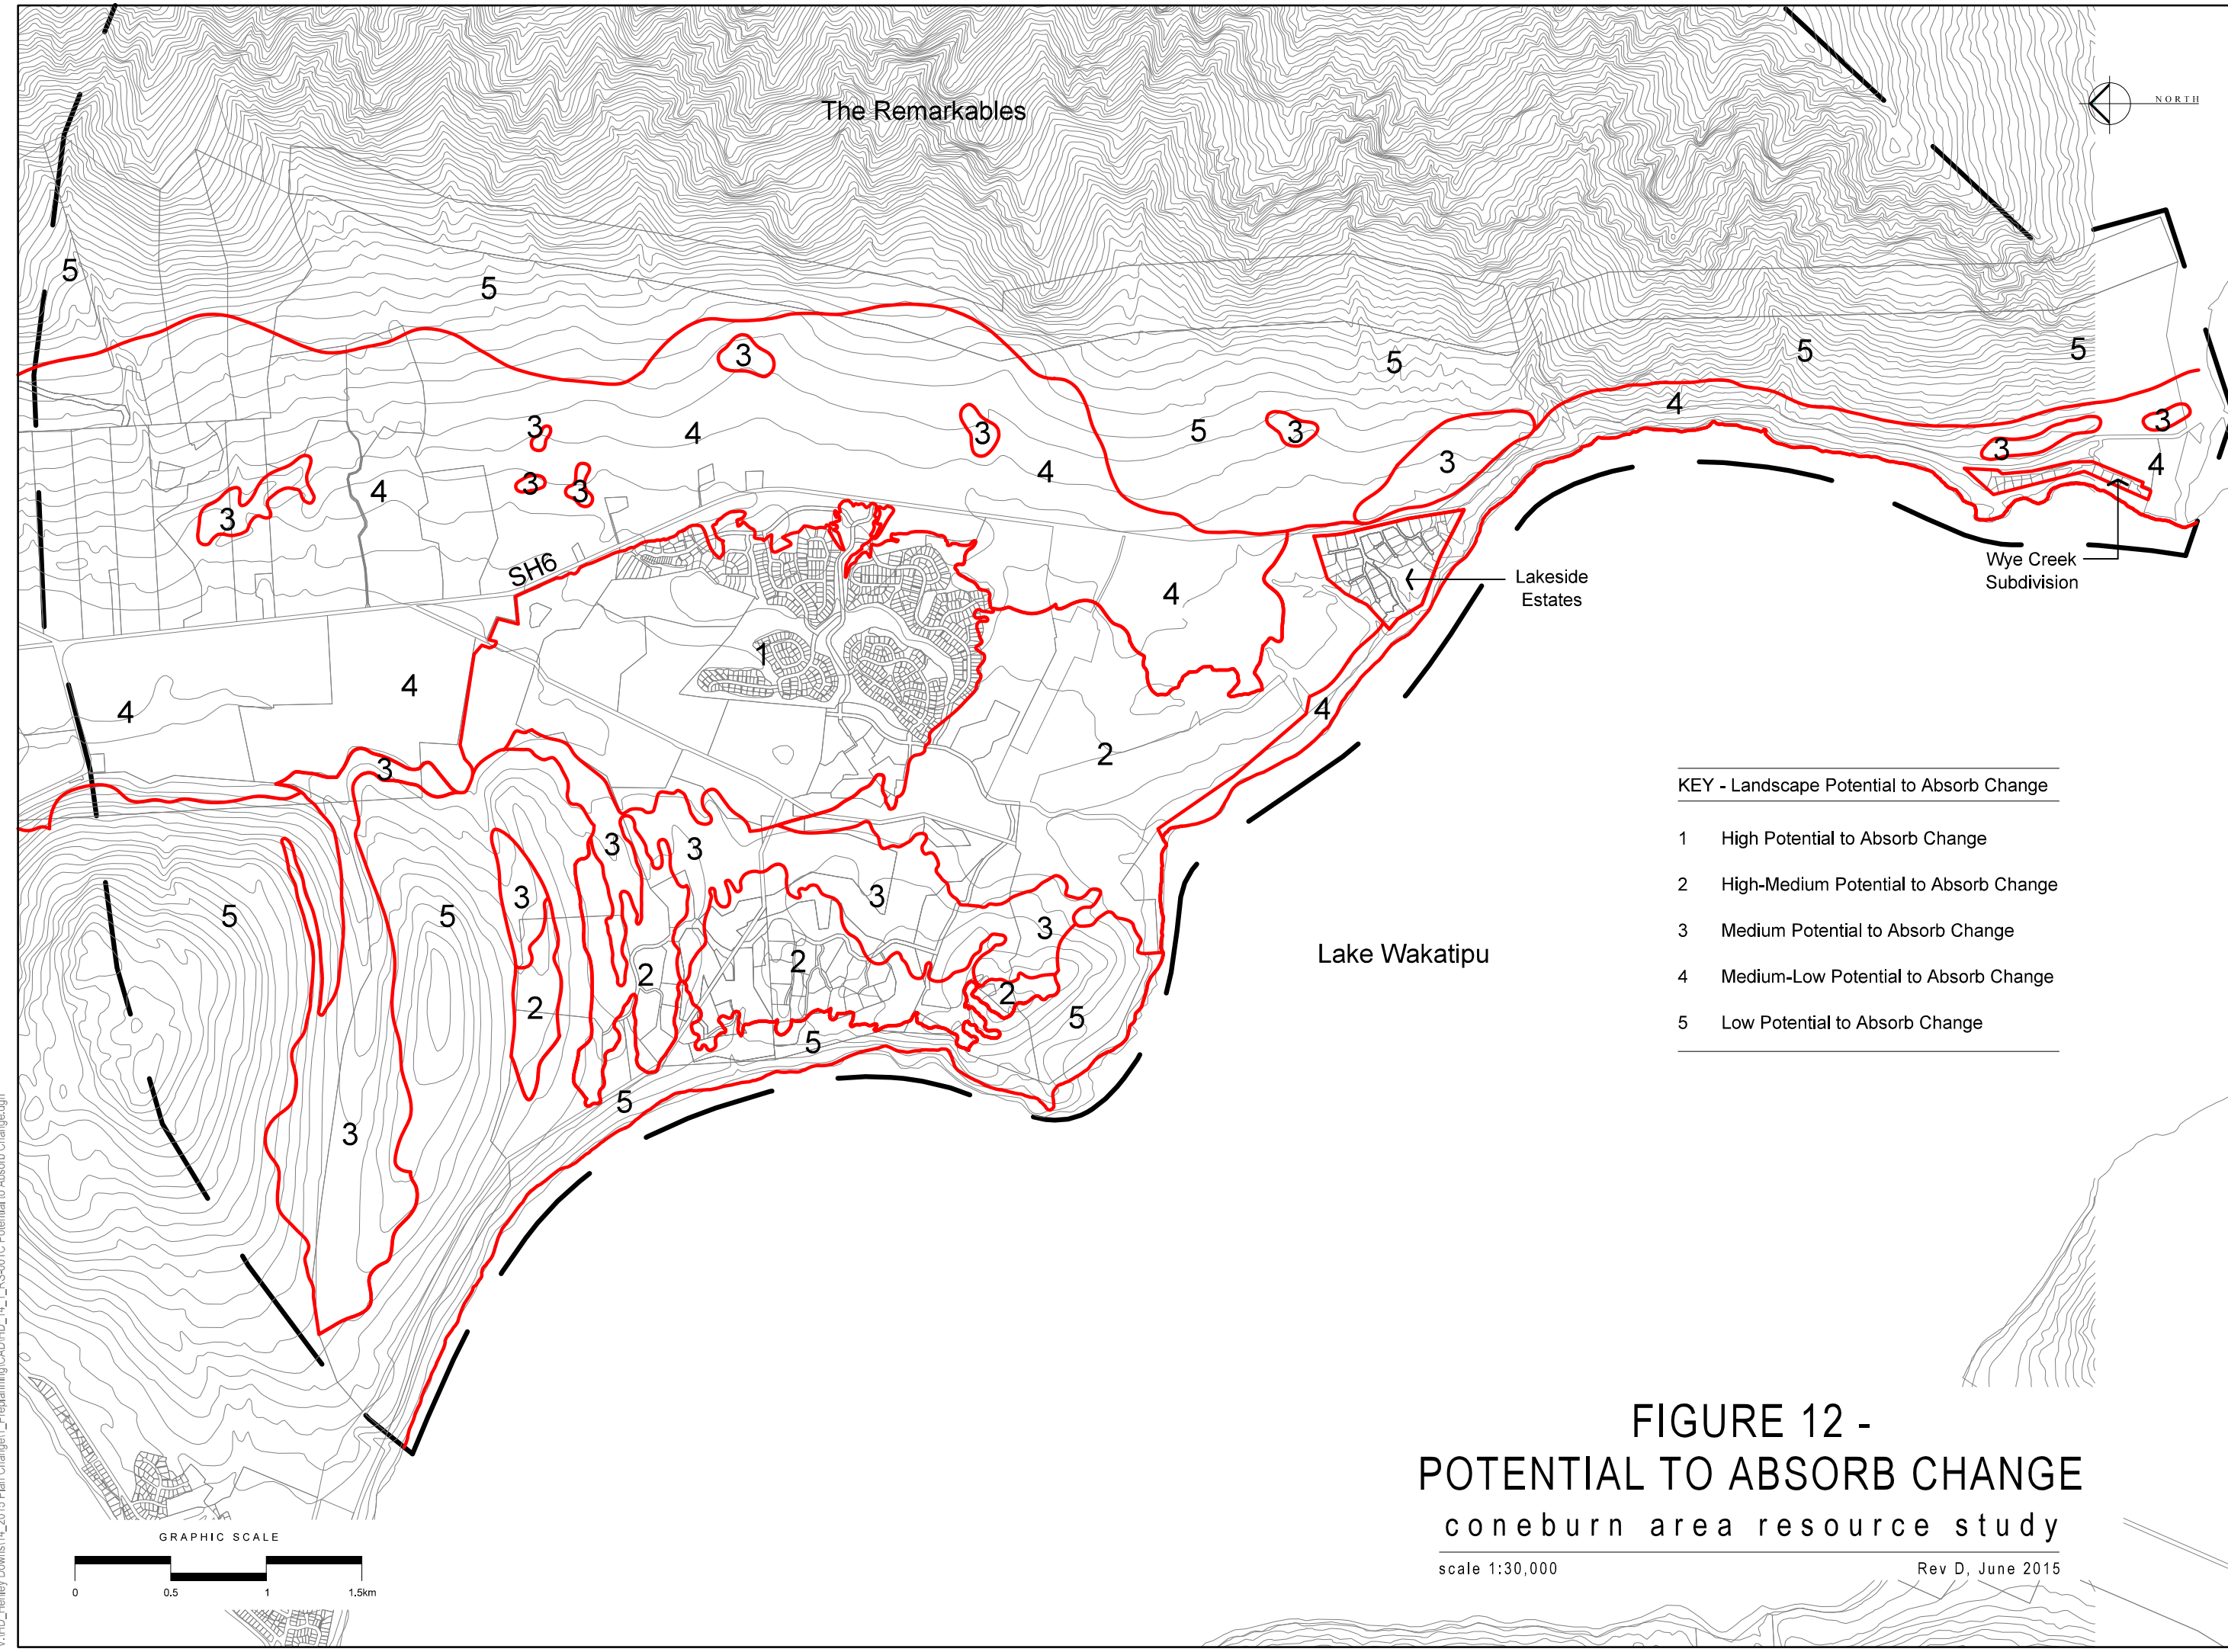 The Remarkables
NORTH
5
5
5
5
5
3
3
3
3
4
5
3
3
4
3
3
3
4
4
3
4
3
SH6
Wye Creek
Subdivision
Lakeside
Estates
4
1
4
4
4
2
3
KEY - Landscape Potential to Absorb Change
1 High Potential to Absorb Change
2 High-Medium Potential to Absorb Change
3 Medium Potential to Absorb Change
4 Medium-Low Potential to Absorb Change
5 Low Potential to Absorb Change
3
3
3
3
5
5
3
Lake Wakatipu
2
2
2
2
5
5
5
3
FIGURE 12 -
POTENTIAL TO ABSORB CHANGE
coneburn area resource study
scale 1:30,000
Rev D, June 2015
GRAPHIC SCALE
0 0.5 1 1.5km